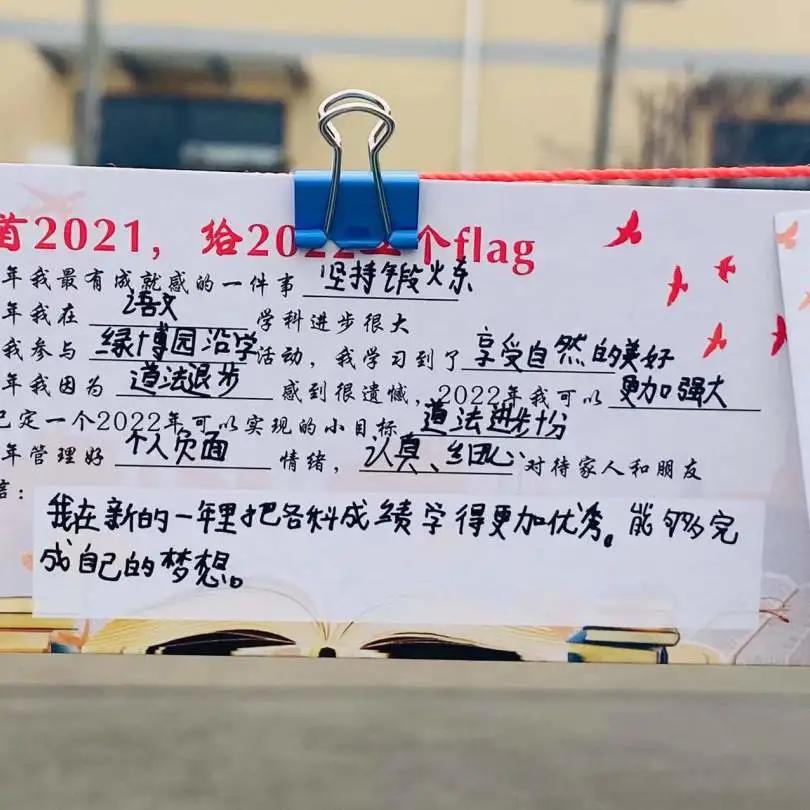 首2021，给2022立个flag
年我最有成就感的一件事 坚持锻炼
年我在 语文 学科进步很大
我参与 绿博园沿学 活动，我学习到了 享受自然的美好
年我因为 道法退步 感到很遗憾，2022年我可以 更加强大
己定一个2022年可以实现的小目标 道法进步十份
年管理好 个人负面 情绪，认真、细心 对待家人和朋友
言：
我在新的一年里把各科成绩学得更加优秀。能够完
成自己的梦想。